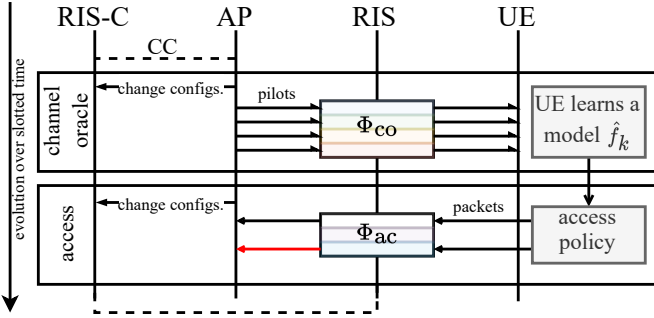 RIS-C AP RIS UE
CC
evolution over slotted time
channel
oracle
change configs.
pilots
Φco
UE learns a
model f̂k
access
change configs.
Φac
packets
access
policy